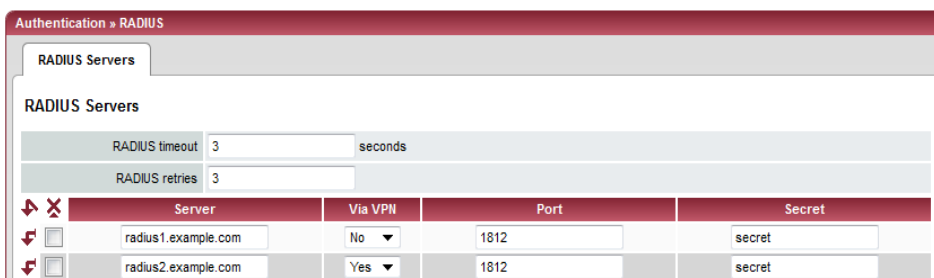 Authentication » RADIUS
RADIUS Servers
RADIUS Servers
RADIUS timeout 3 seconds
RADIUS retries 3
Server Via VPN Port Secret
radius1.example.com No 1812 secret
radius2.example.com Yes 1812 secret